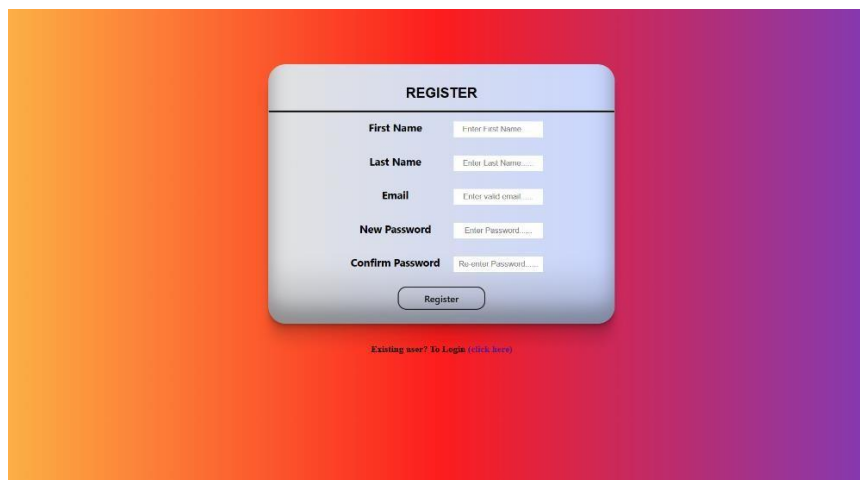 REGISTER
First Name Enter First Name
Last Name Enter Last Name......
Email Enter valid email ......
New Password Enter Password......
Confirm Password Re-enter Password......
Register
Existing user? To Login (click here)